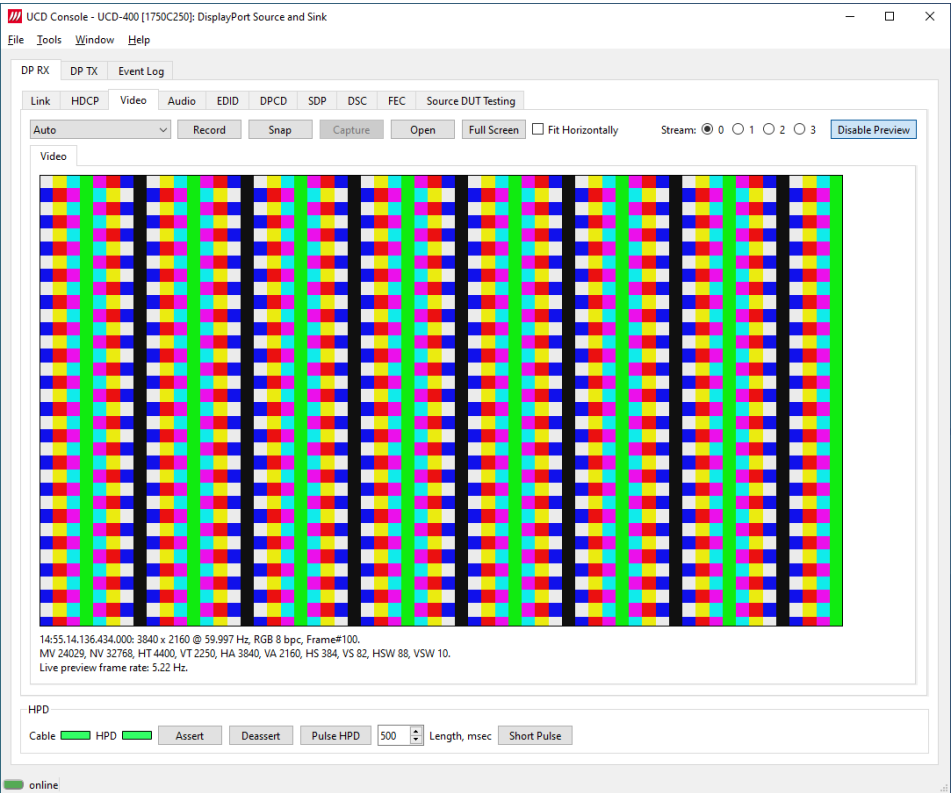 UCD Console - UCD-400 [1750C250]: DisplayPort Source and Sink
File Tools Window Help
DP RX DP TX Event Log
Link HDCP Video Audio EDID DPCD SDP DSC FEC Source DUT Testing
Auto Record Snap Capture Open Full Screen Fit Horizontally Stream: 0 1 2 3 Disable Preview
Video
14:55.14.136.434.000: 3840 x 2160 @ 59.997 Hz, RGB 8 bpc, Frame#100.
MV 24029, NV 32768, HT 4400, VT 2250, HA 3840, VA 2160, HS 384, VS 82, HSW 88, VSW 10.
Live preview frame rate: 5.22 Hz.
HPD
Cable HPD Assert Deassert Pulse HPD 500 Length, msec Short Pulse
online